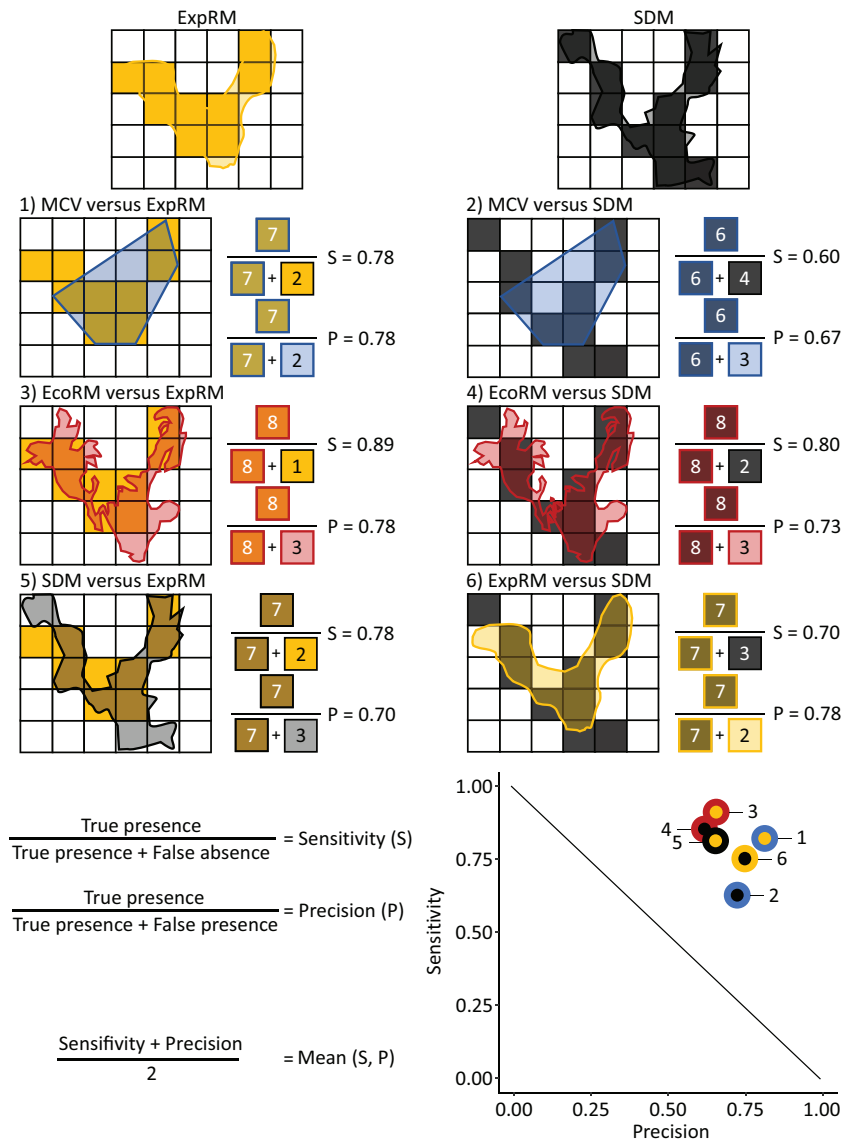 ExpRM
SDM
1) MCV versus ExpRM
7
7 + 2
S = 0.78
7
7 + 2
P = 0.78
2) MCV versus SDM
6
6 + 4
S = 0.60
6
6 + 3
P = 0.67
3) EcoRM versus ExpRM
8
8 + 1
S = 0.89
8
8 + 3
P = 0.78
4) EcoRM versus SDM
8
8 + 2
S = 0.80
8
8 + 3
P = 0.73
5) SDM versus ExpRM
7
7 + 2
S = 0.78
7
7 + 3
P = 0.70
6) ExpRM versus SDM
7
7 + 3
S = 0.70
7
7 + 2
P = 0.78
True presence
True presence + False absence
= Sensitivity (S)
True presence
True presence + False presence
= Precision (P)
Sensifivity + Precision
2
= Mean (S, P)
Sensitivity
1.00
0.75
0.50
0.25
0.00
3
4
1
5
6
2
0.00 0.25 0.50 0.75 1.00
Precision